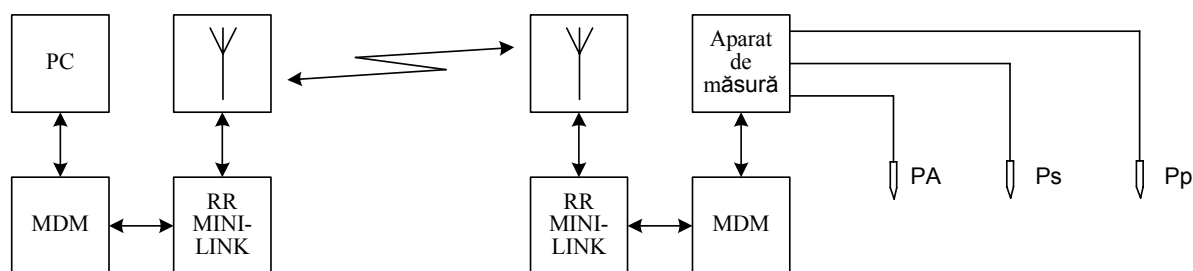 PC
Aparat
de
măsură
PA
Ps
Pp
MDM
RR
MINI-
LINK
RR
MINI-
LINK
MDM